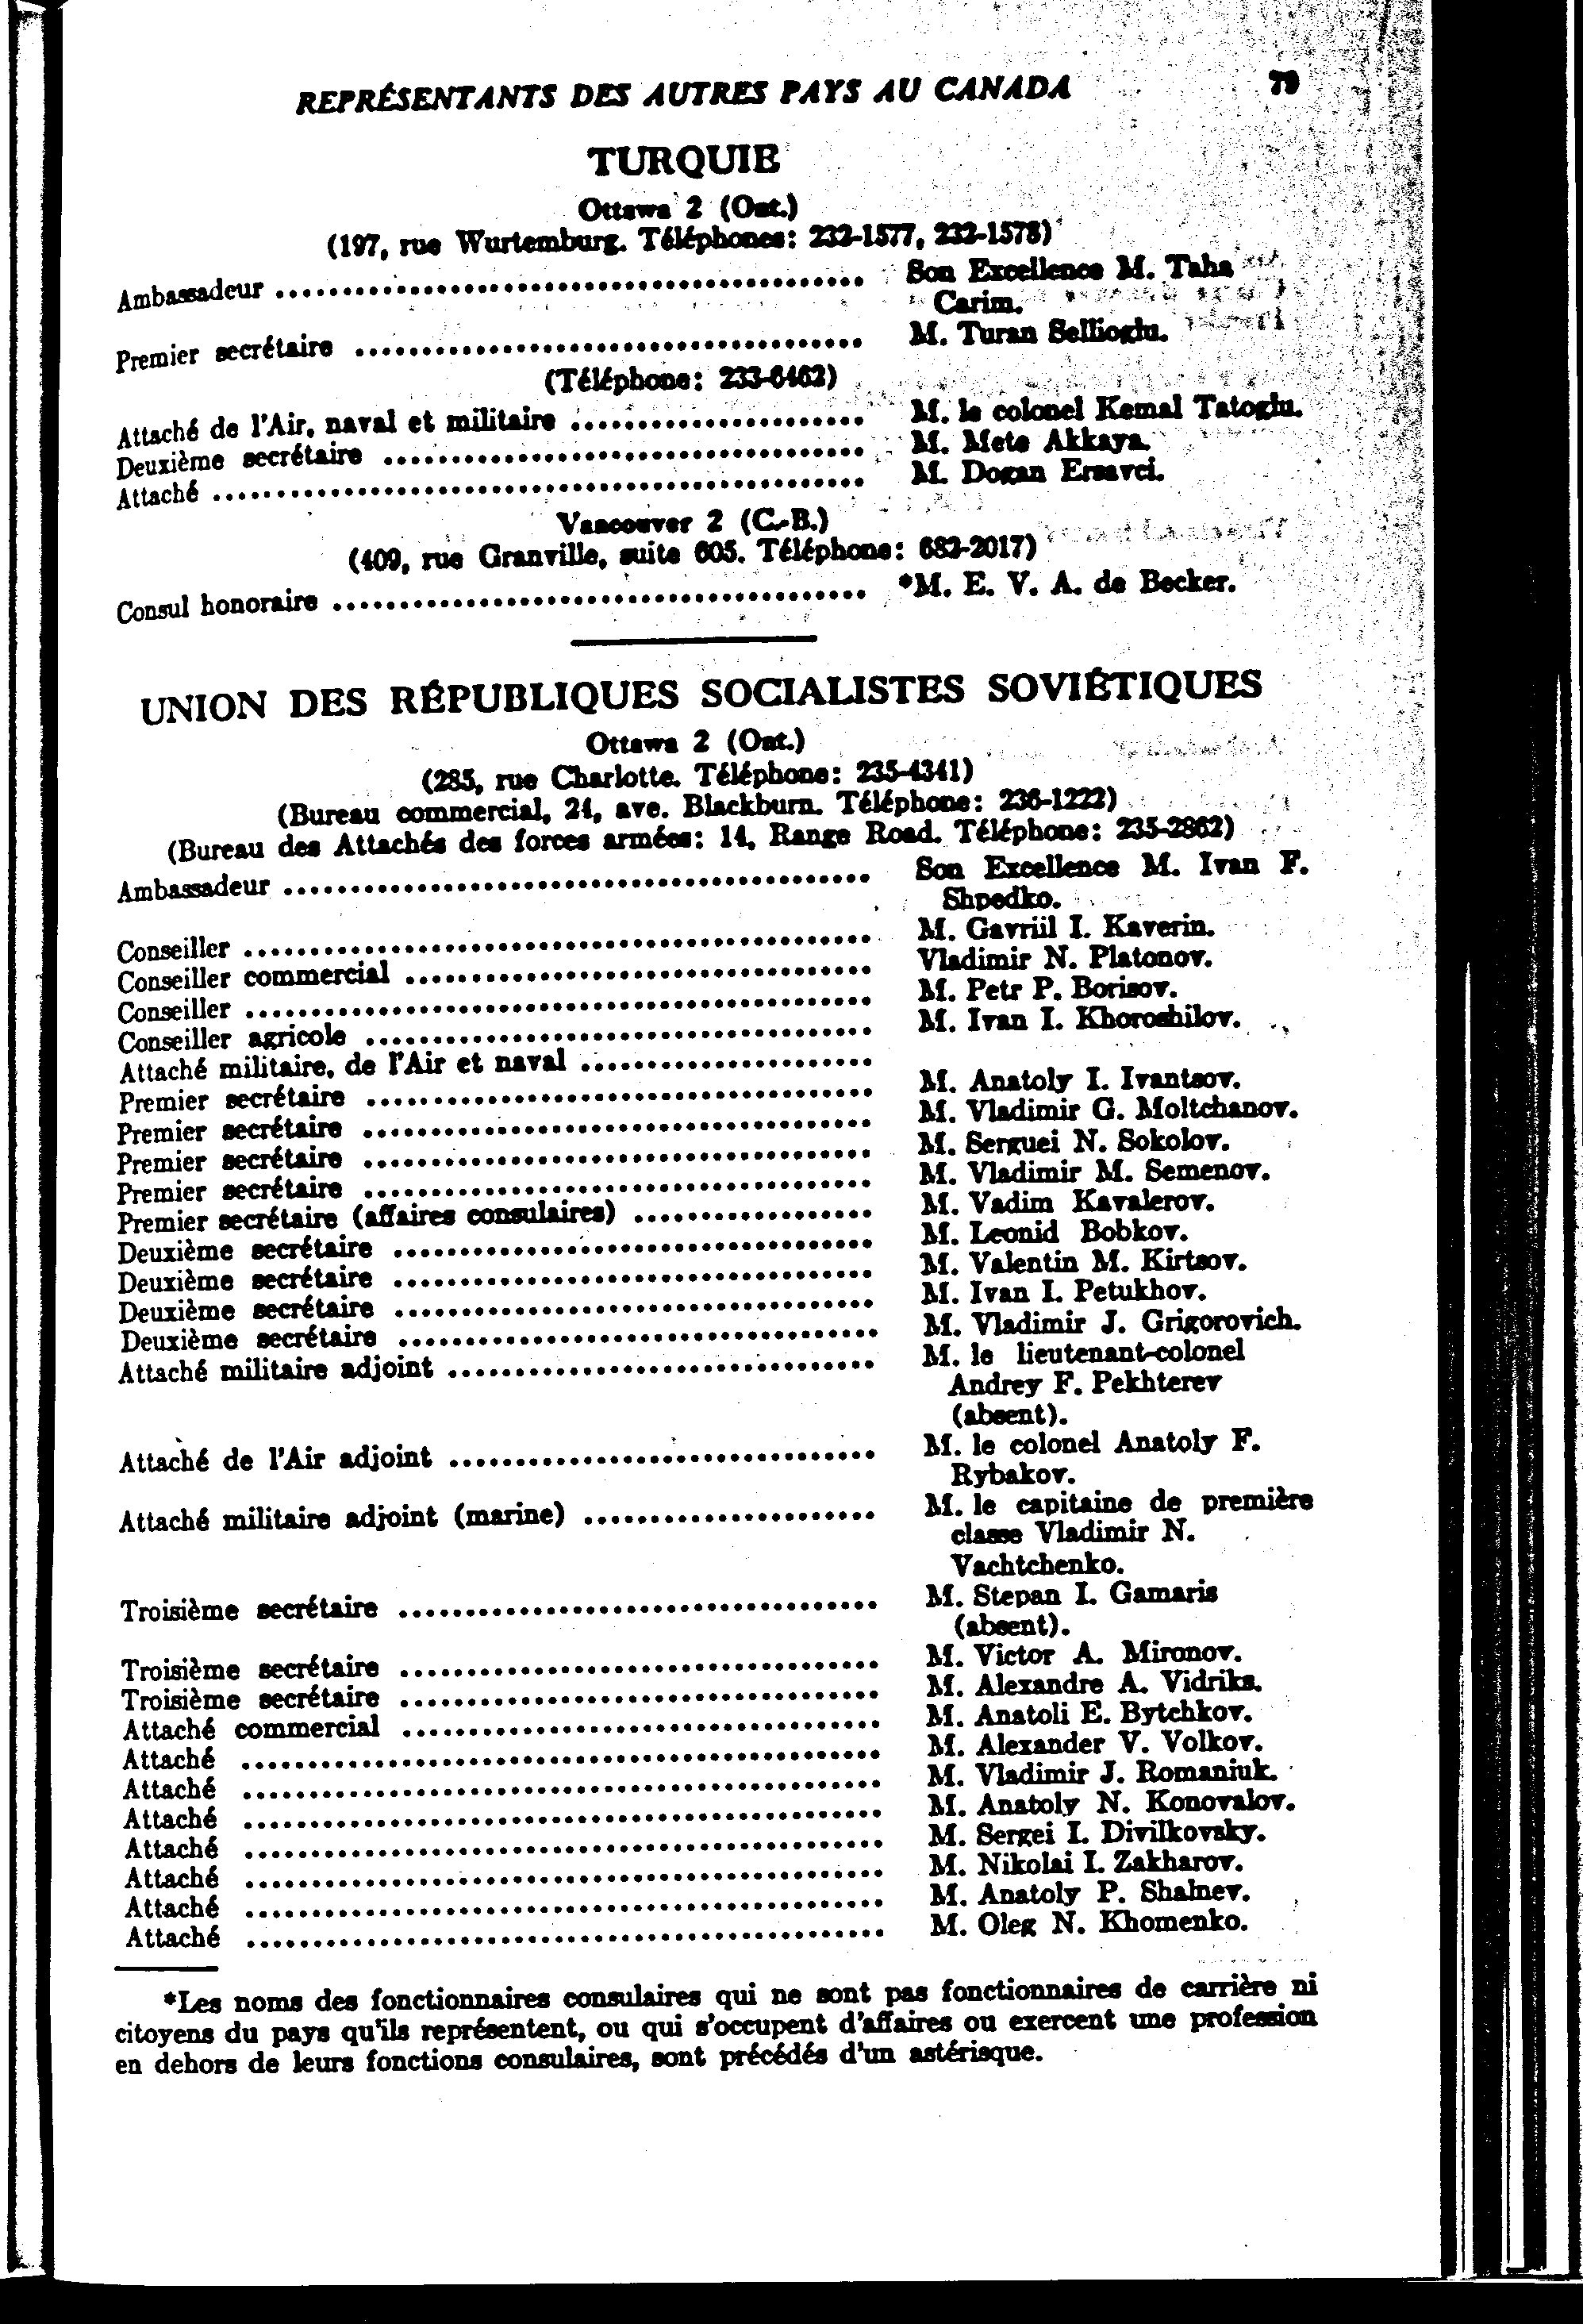 REPRÉSENTANTS DES AUTRES PAYS AU CANADA 79
TURQUIE
Ottawa 2 (Ont.)
(197, rue Wurtemburg. Téléphones: 232-1577, 232-1578)
Ambassadeur ............................................ Son Excellence M. Taha
Carim.
Premier secrétaire ...................................... M. Turan Sellioglu.
(Téléphone: 233-6462)
Attaché de l'Air, naval et militaire ...................... M. le colonel Kemal Tatoglu.
Deuxième secrétaire .................................... M. Mete Akkaya.
Attaché ................................................. M. Dogan Ersavci.
Vancouver 2 (C.-B.)
(409, rue Granville, suite 605. Téléphone: 682-2017)
Consul honoraire ........................................ *M. E. V. A. de Becker.
UNION DES RÉPUBLIQUES SOCIALISTES SOVIÉTIQUES
Ottawa 2 (Ont.)
(285, rue Charlotte. Téléphone: 235-4341)
(Bureau commercial, 24, ave. Blackburn. Téléphone: 236-1222)
(Bureau des Attachés des forces armées: 14, Range Road. Téléphone: 235-2862)
Ambassadeur ............................................ Son Excellence M. Ivan F.
Shpedko.
Conseiller ............................................... M. Gavriil I. Kaverin.
Conseiller commercial ................................... Vladimir N. Platonov.
Conseiller ............................................... M. Petr P. Borisov.
Conseiller agricole ...................................... M. Ivan I. Khoroshilov.
Attaché militaire, de l'Air et naval ......................
Premier secrétaire ...................................... M. Anatoly I. Ivantsov.
Premier secrétaire ...................................... M. Vladimir G. Moltchanov.
Premier secrétaire ...................................... M. Serguei N. Sokolov.
Premier secrétaire ...................................... M. Vladimir M. Semenov.
Premier secrétaire (affaires consulaires) .................. M. Vadim Kavalerov.
Deuxième secrétaire .................................... M. Leonid Bobkov.
Deuxième secrétaire .................................... M. Valentin M. Kirtsov.
Deuxième secrétaire .................................... M. Ivan I. Petukhov.
Deuxième secrétaire .................................... M. Vladimir J. Grigorovich.
Attaché militaire adjoint ................................ M. le lieutenant-colonel
Andrey F. Pekhterev
(absent).
Attaché de l'Air adjoint ................................ M. le colonel Anatoly F.
Rybakov.
Attaché militaire adjoint (marine) ...................... M. le capitaine de première
classe Vladimir N.
Vachtchenko.
Troisième secrétaire .................................... M. Stepan I. Gamaris
(absent).
Troisième secrétaire .................................... M. Victor A. Mironov.
Troisième secrétaire .................................... M. Alexandre A. Vidriks.
Attaché commercial .................................... M. Anatoli E. Bytchkov.
Attaché ................................................ M. Alexander V. Volkov.
Attaché ................................................ M. Vladimir J. Romaniuk.
Attaché ................................................ M. Anatoly N. Konovalov.
Attaché ................................................ M. Sergei I. Divilkovsky.
Attaché ................................................ M. Nikolai I. Zakharov.
Attaché ................................................ M. Anatoly P. Shalnev.
Attaché ................................................ M. Oleg N. Khomenko.
*Les noms des fonctionnaires consulaires qui ne sont pas fonctionnaires de carrière ni
citoyens du pays qu'ils représentent, ou qui s'occupent d'affaires ou exercent une profession
en dehors de leurs fonctions consulaires, sont précédés d'un astérisque.